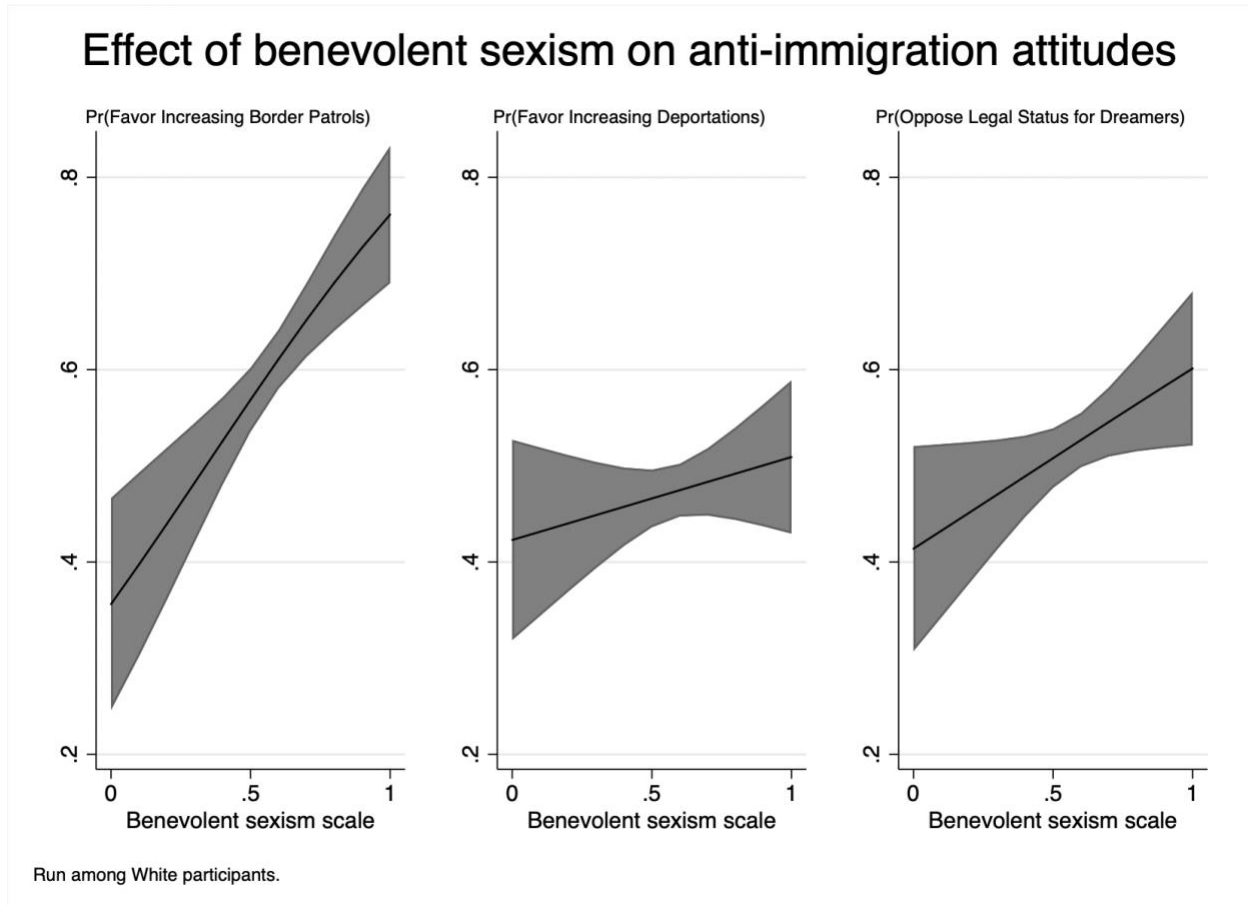 Effect of benevolent sexism on anti-immigration attitudes
Pr(Favor Increasing Border Patrols)
.8
.6
.4
.2
0 .5 1
Benevolent sexism scale
Pr(Favor Increasing Deportations)
.8
.6
.4
.2
0 .5 1
Benevolent sexism scale
Pr(Oppose Legal Status for Dreamers)
.8
.6
.4
.2
0 .5 1
Benevolent sexism scale
Run among White participants.